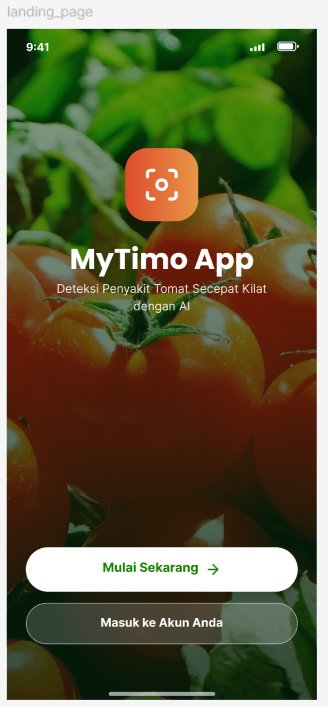 landing_page
9:41
MyTimo App
Deteksi Penyakit Tomat Secepat Kilat
dengan AI
Mulai Sekarang →
Masuk ke Akun Anda